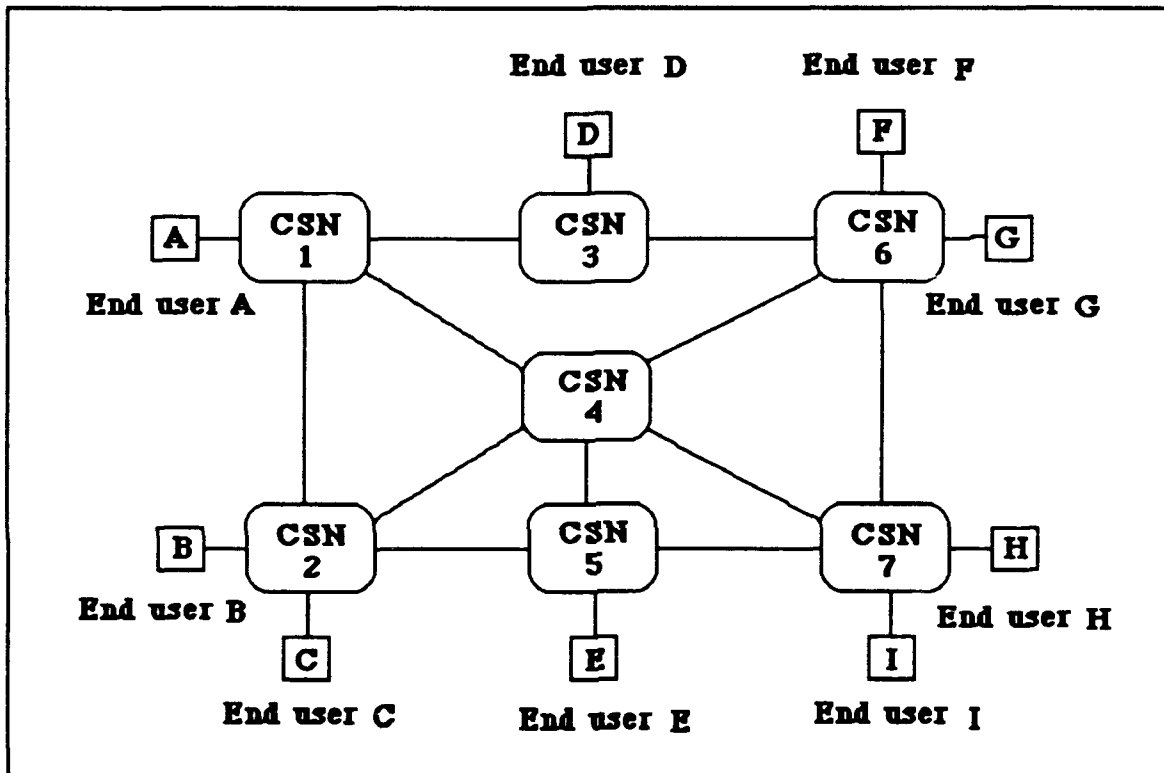 End user D
End user F
D
F
A
CSN
1
CSN
3
CSN
6
G
End user A
End user G
CSN
4
B
CSN
2
CSN
5
CSN
7
H
End user B
End user H
C
E
I
End user C
End user E
End user I